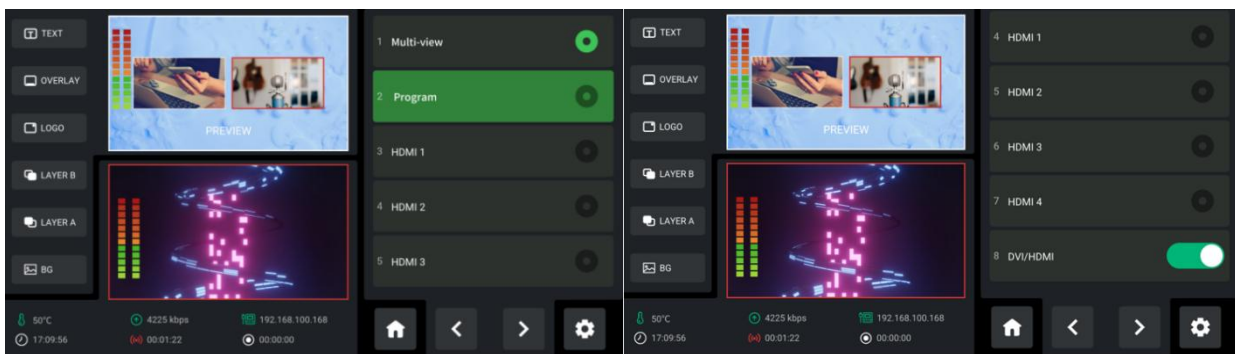 TEXT
OVERLAY
LOGO
LAYER B
LAYER A
BG
PREVIEW
50°C
4225 kbps
192.168.100.168
17:09:56
00:01:22
00:00:00
1 Multi-view
2 Program
3 HDMI 1
4 HDMI 2
5 HDMI 3
TEXT
OVERLAY
LOGO
LAYER B
LAYER A
BG
PREVIEW
50°C
4225 kbps
192.168.100.168
17:09:56
00:01:22
00:00:00
4 HDMI 1
5 HDMI 2
6 HDMI 3
7 HDMI 4
8 DVI/HDMI